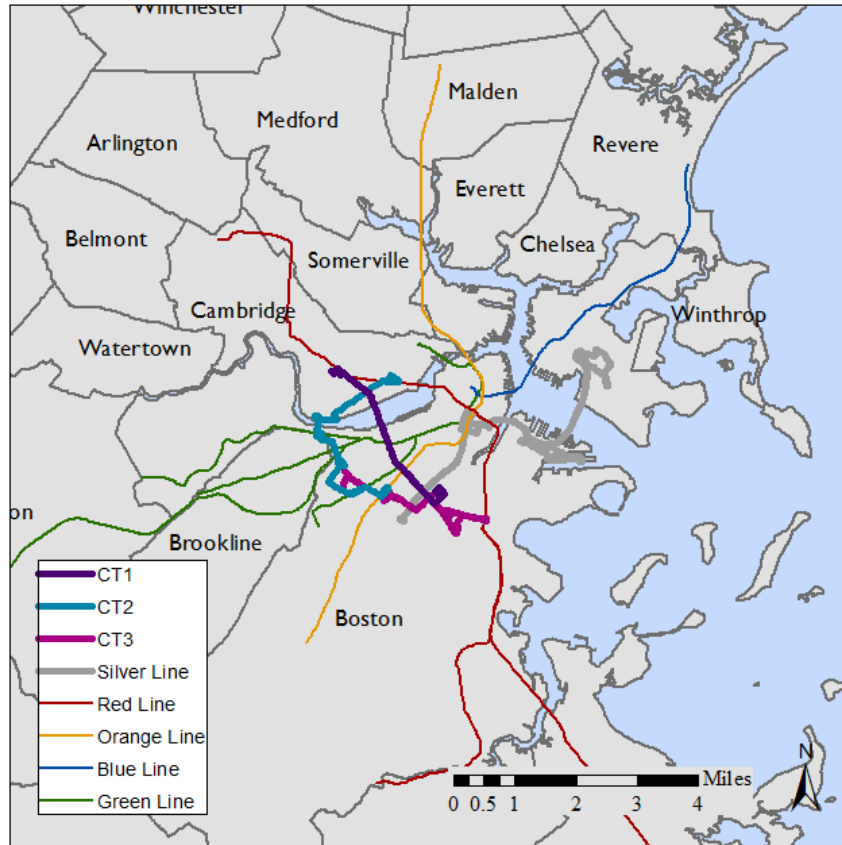 Winchester
Malden
Medford
Arlington
Revere
Everett
Belmont
Chelsea
Somerville
Cambridge
Winthrop
Watertown
on
Brookline
Boston
CT1
CT2
CT3
Silver Line
Red Line
Orange Line
Blue Line
Green Line
N
Miles
0 0.5 1 2 3 4